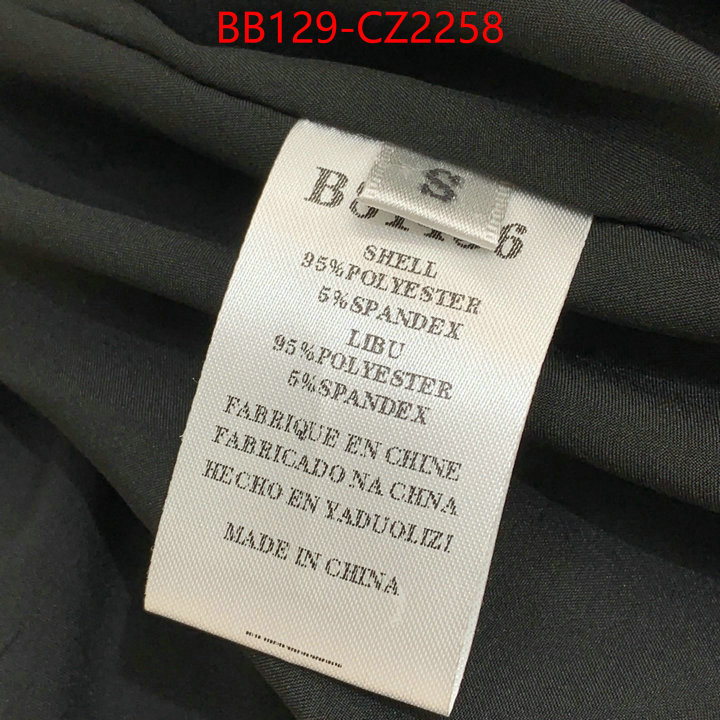 BB129-CZ2258
S
SHELL
95%POLYESTER
5%SPANDEX
LIBU
95%POLYESTER
5%SPANDEX
FABRIQUE EN CHINE
FABRICADO NA CHNA
HECHO EN YADUOLIZI
MADE IN CHINA